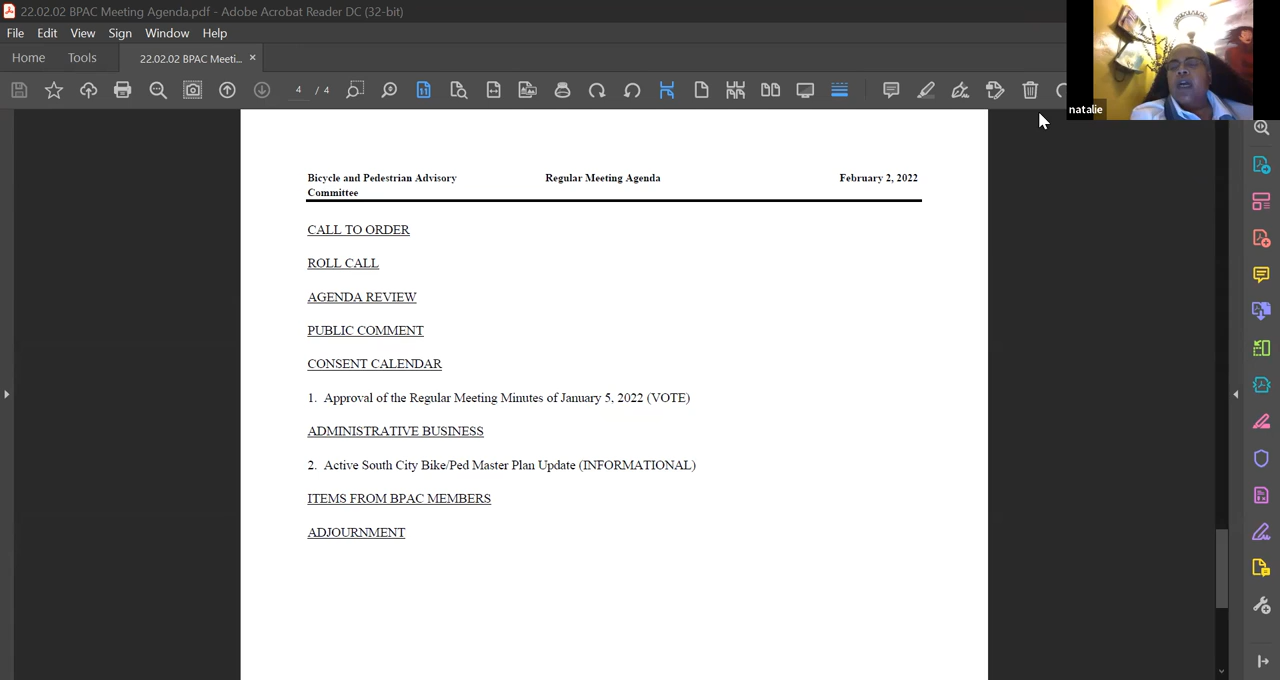 22.02.02 BPAC Meeting Agenda.pdf - Adobe Acrobat Reader DC (32-bit)
File Edit View Sign Window Help
Home Tools 22.02.02 BPAC Meeti... ×
4 / 4
natalie
Bicycle and Pedestrian Advisory Regular Meeting Agenda February 2, 2022
Committee
CALL TO ORDER
ROLL CALL
AGENDA REVIEW
PUBLIC COMMENT
CONSENT CALENDAR
1. Approval of the Regular Meeting Minutes of January 5, 2022 (VOTE)
ADMINISTRATIVE BUSINESS
2. Active South City Bike/Ped Master Plan Update (INFORMATIONAL)
ITEMS FROM BPAC MEMBERS
ADJOURNMENT